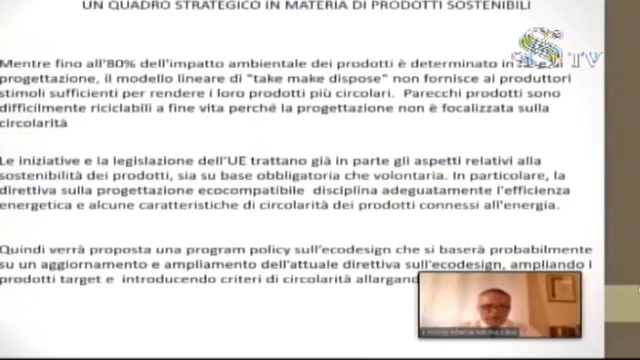 UN QUADRO STRATEGICO IN MATERIA DI PRODOTTI SOSTENIBILI
S TV
Mentre fino all'80% dell'impatto ambientale dei prodotti è determinato in
progettazione, il modello lineare di "take make dispose" non fornisce ai produttori
stimoli sufficienti per rendere i loro prodotti più circolari. Parecchi prodotti sono
difficilmente riciclabili a fine vita perché la progettazione non è focalizzata sulla
circolarità
Le iniziative e la legislazione dell'UE trattano già in parte gli aspetti relativi alla
sostenibilità dei prodotti, sia su base obbligatoria che volontaria. In particolare, la
direttiva sulla progettazione ecocompatibile disciplina adeguatamente l'efficienza
energetica e alcune caratteristiche di circolarità dei prodotti connessi all'energia.
Quindi verrà proposta una program policy sull'ecodesign che si baserà probabilmente
su un aggiornamento e ampliamento dell'attuale direttiva sull'ecodesign, ampliando i
prodotti target e introducendo criteri di circolarità allargand